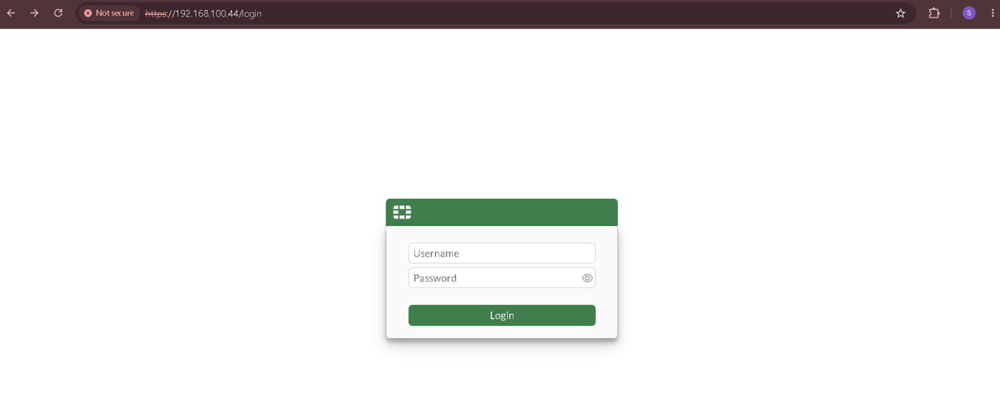 Not secure https://192.168.100.44/login S
Username
Password
Login